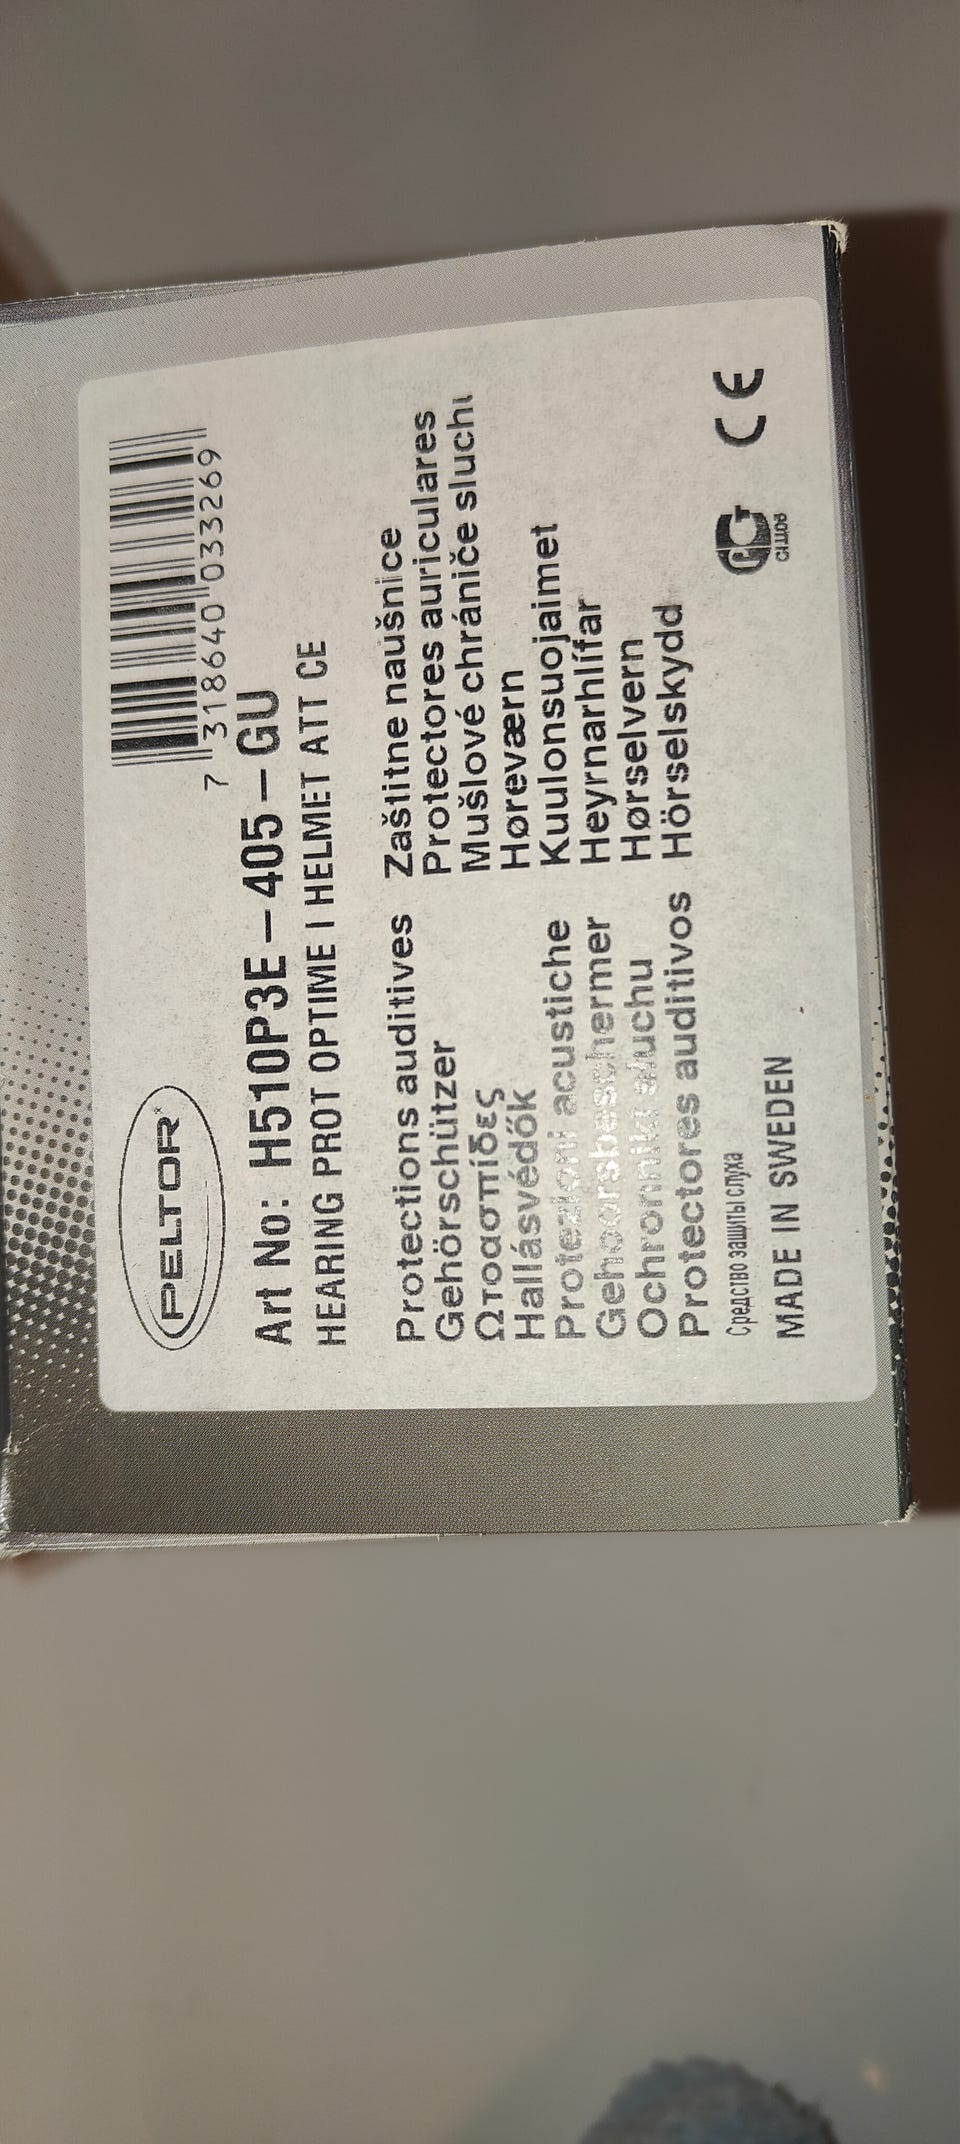 PELTOR
7 318640 033269
Art No: H510P3E-405-GU
HEARING PROT OPTIME I HELMET ATT CE
Protections auditives
Gehörschützer
Ωτοασπίδες
Hallásvédők
Protezioni acustiche
Gehoorsbeschermer
Ochronniki słuchu
Protectores auditivos
Средство защиты слуха
MADE IN SWEDEN
Zaštitne naušnice
Protectores auriculares
Mušlové chrániče sluchu
Høreværn
Kuulonsuojaimet
Heyrnarhlífar
Hørselvern
Hörselskydd
CE